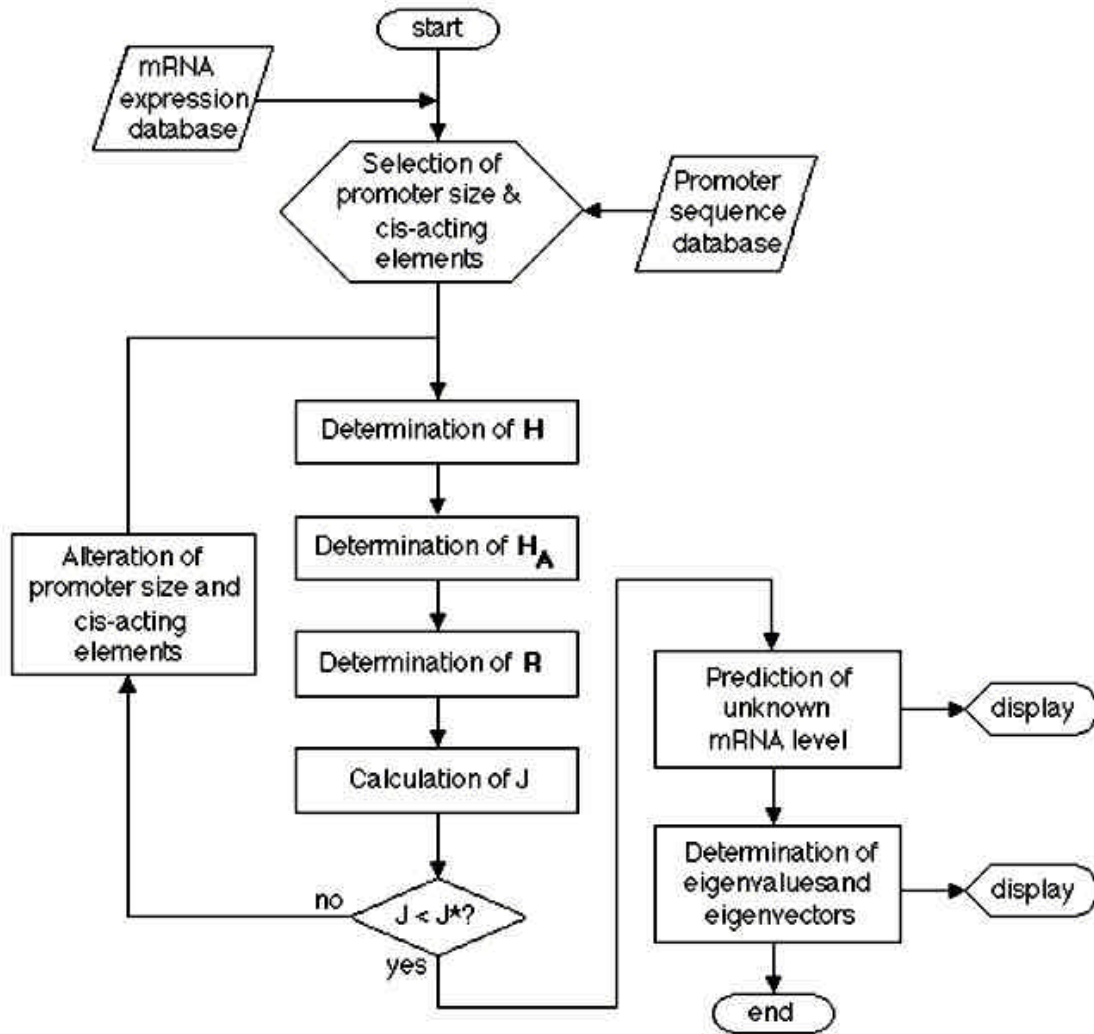 start
mRNA
expression
database
Selection of
promoter size &
cis-acting
elements
Promoter
sequence
database
Determination of H
Alteration of
promoter size and
cis-acting
elements
Determination of H_A
Determination of R
Prediction of
unknown
mRNA level
display
Calculation of J
Determination of
eigenvaluesand
eigenvectors
display
no
J < J*?
yes
end